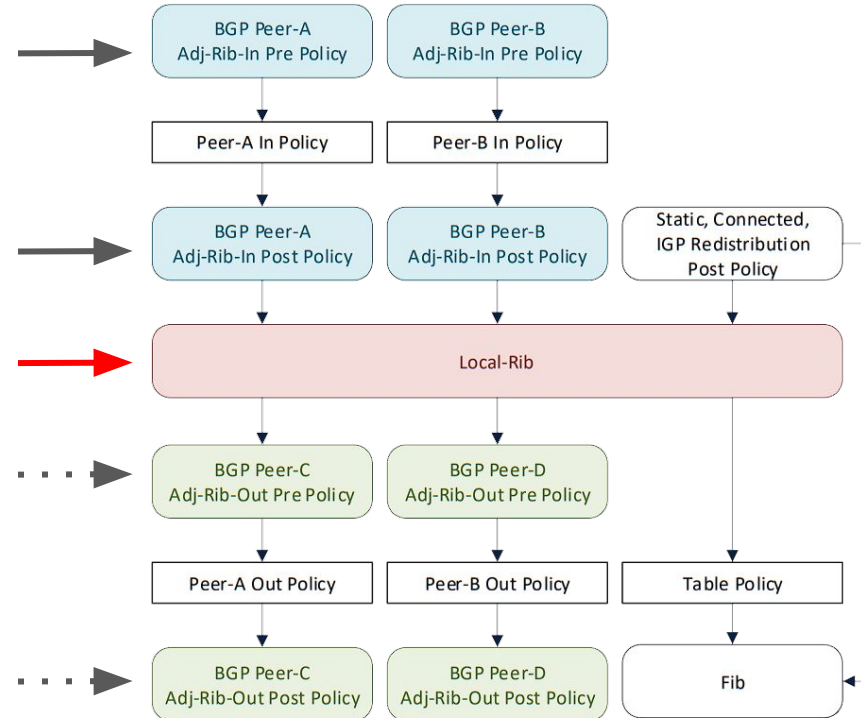 BGP Peer-A
Adj-Rib-In Pre Policy
BGP Peer-B
Adj-Rib-In Pre Policy
Peer-A In Policy
Peer-B In Policy
BGP Peer-A
Adj-Rib-In Post Policy
BGP Peer-B
Adj-Rib-In Post Policy
Static, Connected,
IGP Redistribution
Post Policy
Local-Rib
BGP Peer-C
Adj-Rib-Out Pre Policy
BGP Peer-D
Adj-Rib-Out Pre Policy
Peer-A Out Policy
Peer-B Out Policy
Table Policy
BGP Peer-C
Adj-Rib-Out Post Policy
BGP Peer-D
Adj-Rib-Out Post Policy
Fib